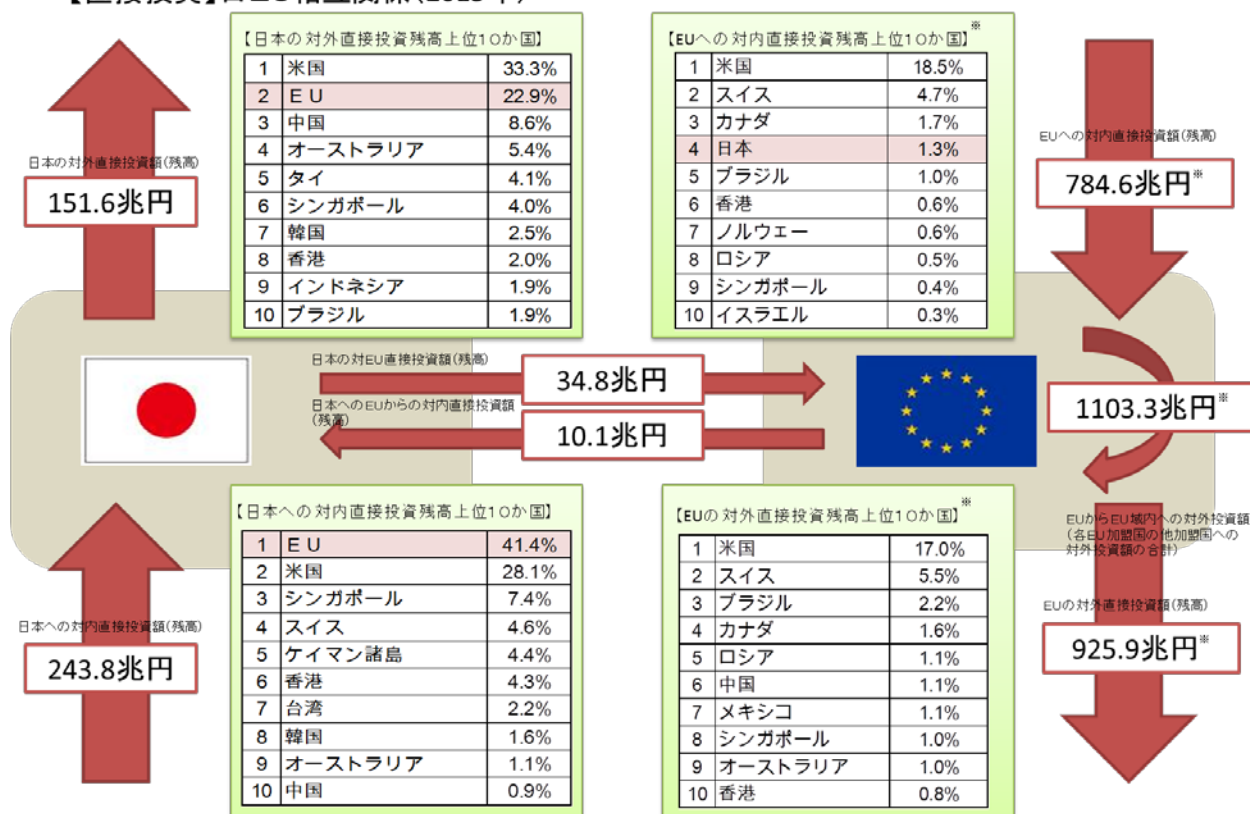 【日本の対外直接投資残高上位10か国】
1 米国 33.3%
2 EU 22.9%
3 中国 8.6%
4 オーストラリア 5.4%
5 タイ 4.1%
6 シンガポール 4.0%
7 韓国 2.5%
8 香港 2.0%
9 インドネシア 1.9%
10 ブラジル 1.9%
【EUへの対内直接投資残高上位10か国】※
1 米国 18.5%
2 スイス 4.7%
3 カナダ 1.7%
4 日本 1.3%
5 ブラジル 1.0%
6 香港 0.6%
7 ノルウェー 0.6%
8 ロシア 0.5%
9 シンガポール 0.4%
10 イスラエル 0.3%
日本の対外直接投資額(残高)
151.6兆円
EUへの対内直接投資額(残高)
784.6兆円※
日本の対EU直接投資額(残高)
34.8兆円
日本へのEUからの対内直接投資額
(残高)
10.1兆円
1103.3兆円※
EUからEU域内への対外投資額
(各EU加盟国の他加盟国への
対外投資額の合計)
【日本への対内直接投資残高上位10か国】
1 EU 41.4%
2 米国 28.1%
3 シンガポール 7.4%
4 スイス 4.6%
5 ケイマン諸島 4.4%
6 香港 4.3%
7 台湾 2.2%
8 韓国 1.6%
9 オーストラリア 1.1%
10 中国 0.9%
【EUの対外直接投資残高上位10か国】※
1 米国 17.0%
2 スイス 5.5%
3 ブラジル 2.2%
4 カナダ 1.6%
5 ロシア 1.1%
6 中国 1.1%
7 メキシコ 1.1%
8 シンガポール 1.0%
9 オーストラリア 1.0%
10 香港 0.8%
日本への対内直接投資額(残高)
243.8兆円
EUの対外直接投資額(残高)
925.9兆円※